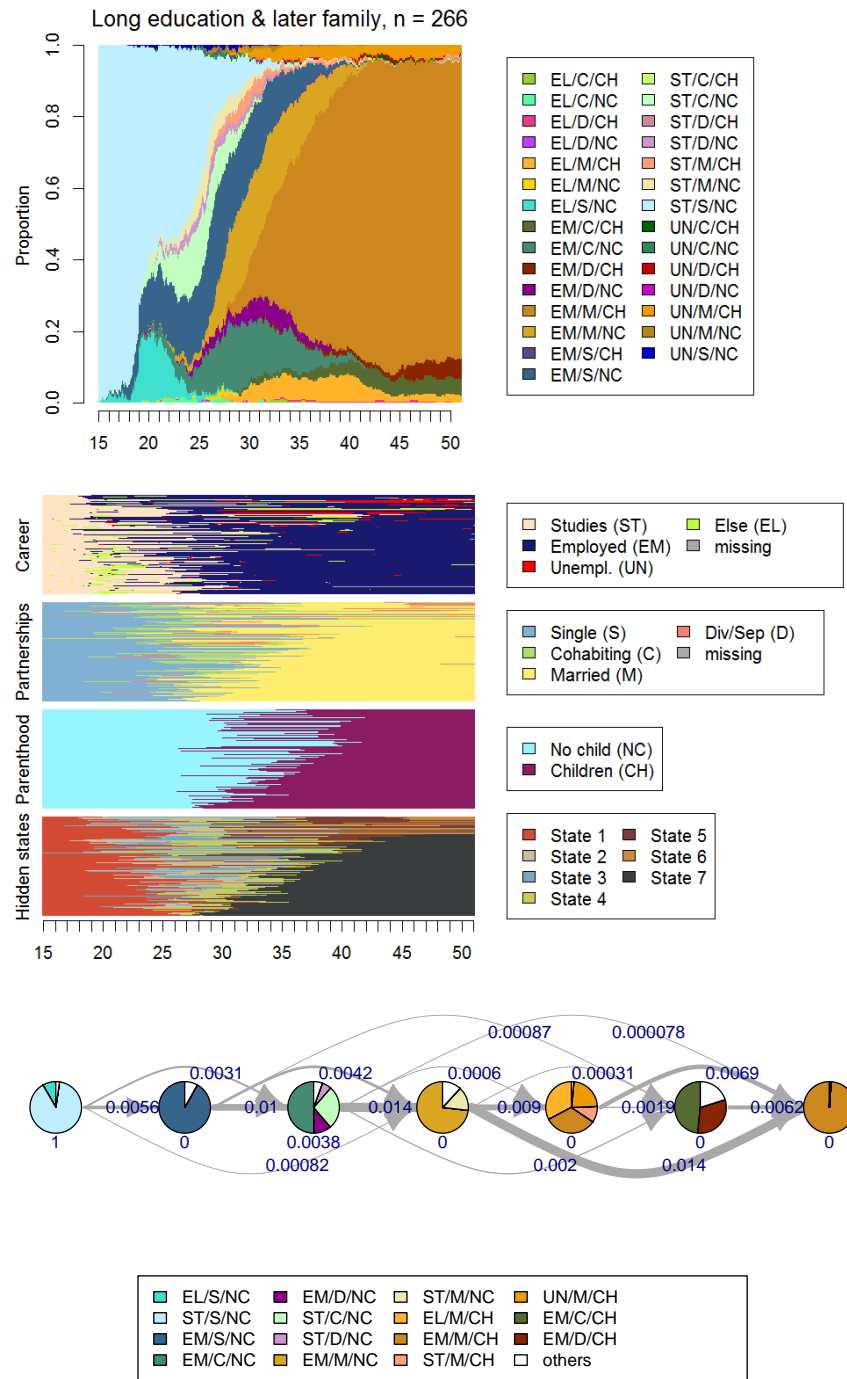 Long education & later family, n = 266
Proportion
1.0
0.8
0.6
0.4
0.2
0.0
15 20 25 30 35 40 45 50
EL/C/CH ST/C/CH
EL/C/NC ST/C/NC
EL/D/CH ST/D/CH
EL/D/NC ST/D/NC
EL/M/CH ST/M/CH
EL/M/NC ST/M/NC
EL/S/NC ST/S/NC
EM/C/CH UN/C/CH
EM/C/NC UN/C/NC
EM/D/CH UN/D/CH
EM/D/NC UN/D/NC
EM/M/CH UN/M/CH
EM/M/NC UN/M/NC
EM/S/CH UN/S/NC
EM/S/NC
Career
Studies (ST) Else (EL)
Employed (EM) missing
Unempl. (UN)
Partnerships
Single (S) Div/Sep (D)
Cohabiting (C) missing
Married (M)
Parenthood
No child (NC)
Children (CH)
Hidden states
State 1 State 5
State 2 State 6
State 3 State 7
State 4
15 20 25 30 35 40 45 50
0.00087 0.000078
0.0031 0.0042 0.0006 0.00031 0.0069
0.0056 0.01 0.014 0.009 0.0019 0.0062
1 0 0.0038 0 0 0 0
0.00082 0.002 0.014
EL/S/NC EM/D/NC ST/M/NC UN/M/CH
ST/S/NC ST/C/NC EL/M/CH EM/C/CH
EM/S/NC ST/D/NC EM/M/CH EM/D/CH
EM/C/NC EM/M/NC ST/M/CH others